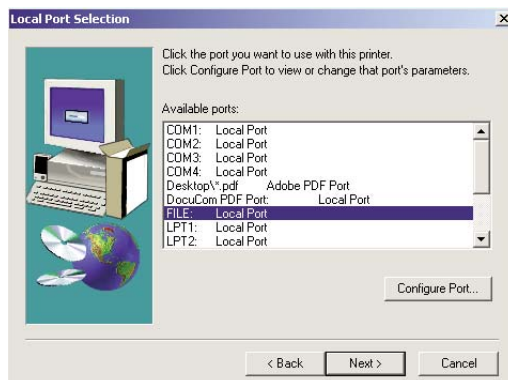 Local Port Selection
Click the port you want to use with this printer.
Click Configure Port to view or change that port's parameters.
Available ports:
COM1: Local Port
COM2: Local Port
COM3: Local Port
COM4: Local Port
Desktop\*.pdf Adobe PDF Port
DocuCom PDF Port: Local Port
FILE: Local Port
LPT1: Local Port
LPT2: Local Port
Configure Port...
< Back Next > Cancel